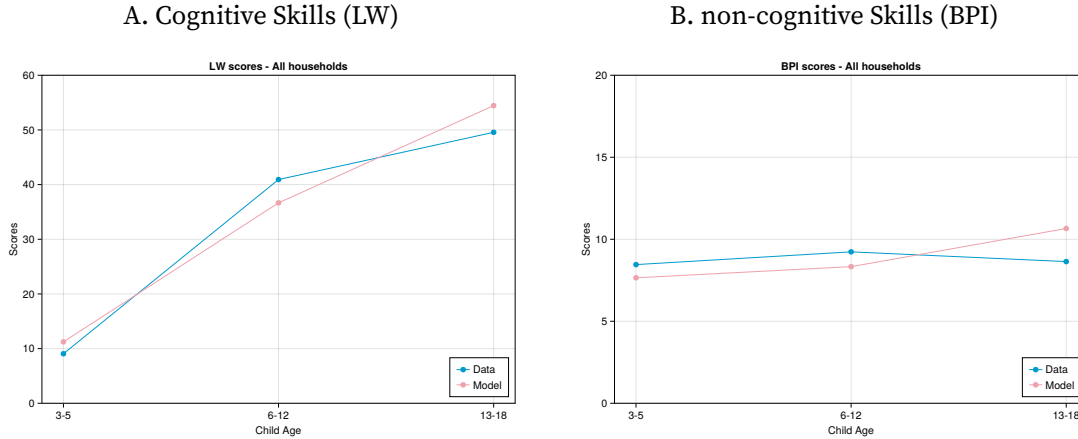 A. Cognitive Skills (LW)
LW scores - All households
60
50
40
30
20
10
0
Scores
3-5
6-12
13-18
Child Age
Data
Model
B. non-cognitive Skills (BPI)
BPI scores - All households
20
15
10
5
0
Scores
3-5
6-12
13-18
Child Age
Data
Model